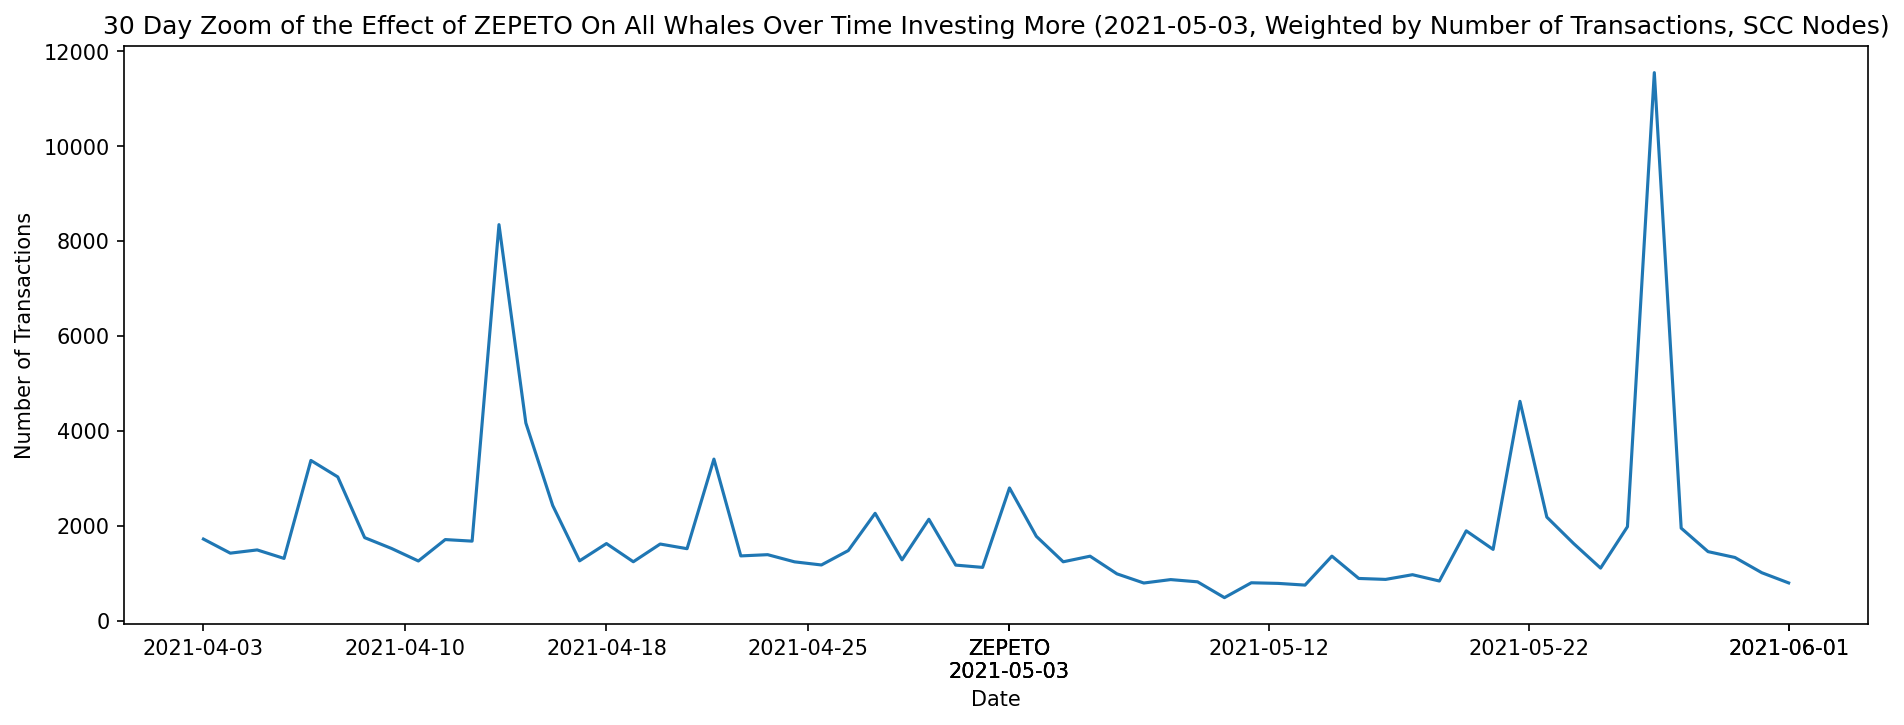 30 Day Zoom of the Effect of ZEPETO On All Whales Over Time Investing More (2021-05-03, Weighted by Number of Transactions, SCC Nodes)
12000
10000
8000
6000
4000
2000
0
Number of Transactions
2021-04-03 2021-04-10 2021-04-18 2021-04-25 ZEPETO 2021-05-12 2021-05-22 2021-06-01
2021-05-03
Date